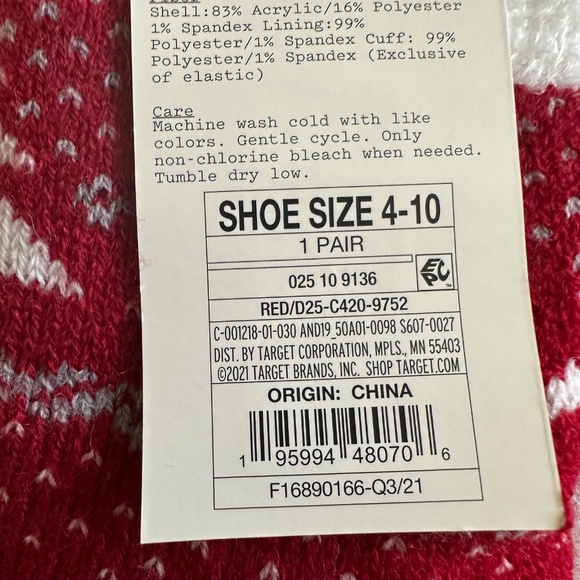 Fiber
Shell:83% Acrylic/16% Polyester
1% Spandex Lining:99%
Polyester/1% Spandex Cuff: 99%
Polyester/1% Spandex (Exclusive
of elastic)
Care
Machine wash cold with like
colors. Gentle cycle. Only
non-chlorine bleach when needed.
Tumble dry low.
SHOE SIZE 4-10
1 PAIR
025 10 9136
EPC™
RED/D25-C420-9752
C-001218-01-030 AND19_50A01-0098 S607-0027
DIST. BY TARGET CORPORATION, MPLS., MN 55403
©2021 TARGET BRANDS, INC. SHOP TARGET.COM
ORIGIN: CHINA
1 95994 48070 6
F16890166-Q3/21